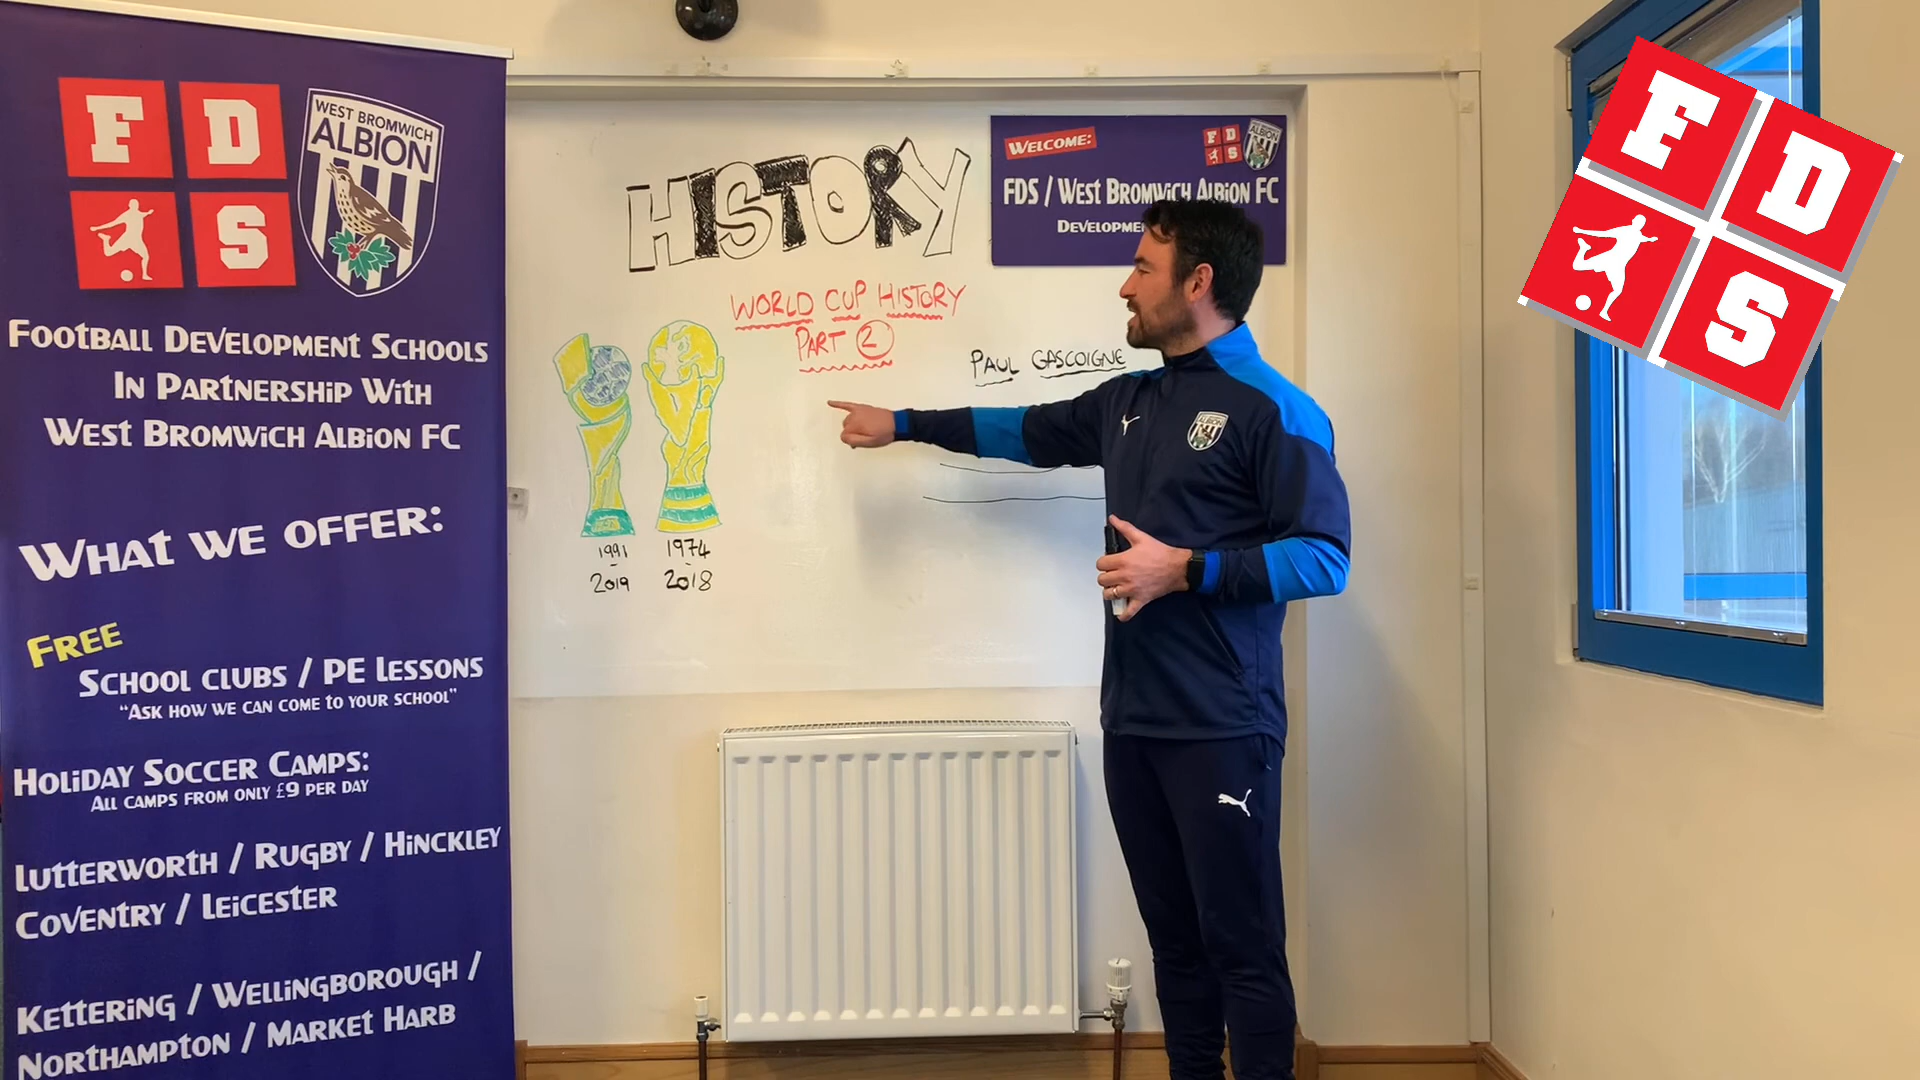 F D
S
WEST BROMWICH
ALBION
FOOTBALL DEVELOPMENT SCHOOLS
IN PARTNERSHIP WITH
WEST BROMWICH ALBION FC
WHAT WE OFFER:
FREE
SCHOOL CLUBS / PE LESSONS
"ASK HOW WE CAN COME TO YOUR SCHOOL"
HOLIDAY SOCCER CAMPS:
ALL CAMPS FROM ONLY £9 PER DAY
LUTTERWORTH / RUGBY / HINCKLEY
COVENTRY / LEICESTER
KETTERING / WELLINGBOROUGH /
NORTHAMPTON / MARKET HARB
HISTORY
WORLD CUP HISTORY
PART 2
1991
-
2019
1974
-
2018
PAUL GASCOIGNE
WELCOME:
F D
S
ALBION
FDS / WEST BROMWICH ALBION FC
DEVELOPME
ALBION
F D
S